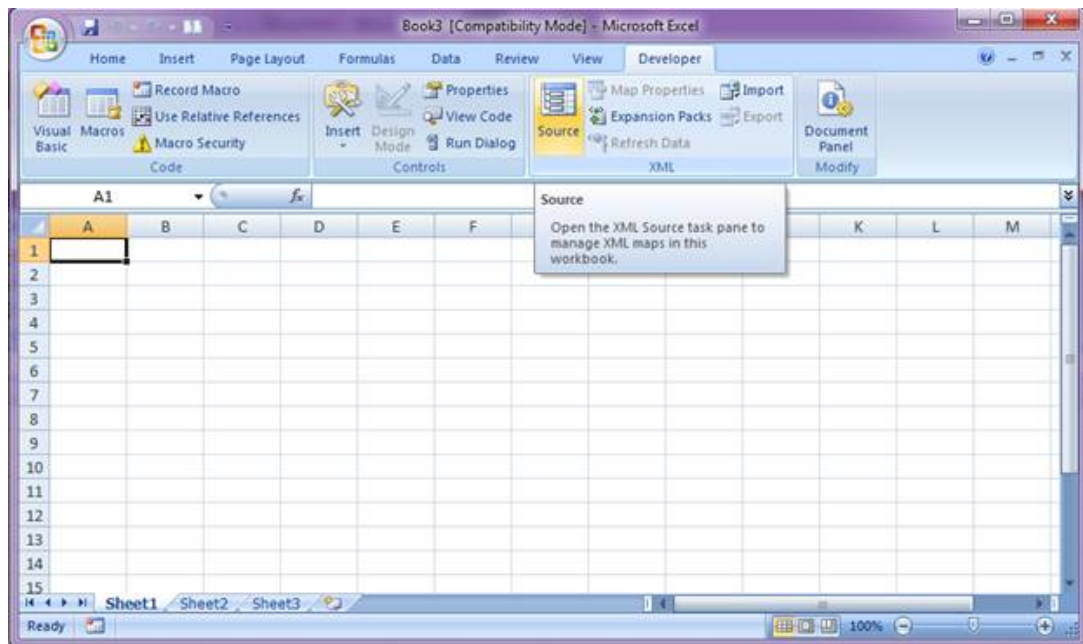 Book3 [Compatibility Mode] - Microsoft Excel
Home Insert Page Layout Formulas Data Review View Developer
Visual Basic
Macros
Record Macro
Use Relative References
Macro Security
Code
Insert
Design Mode
Properties
View Code
Run Dialog
Controls
Source
Map Properties
Expansion Packs
Refresh Data
Import
Export
XML
Document Panel
Modify
A1 fx
Source
Open the XML Source task pane to
manage XML maps in this
workbook.
A B C D E F K L M
1
2
3
4
5
6
7
8
9
10
11
12
13
14
15
Sheet1 Sheet2 Sheet3
Ready 100%